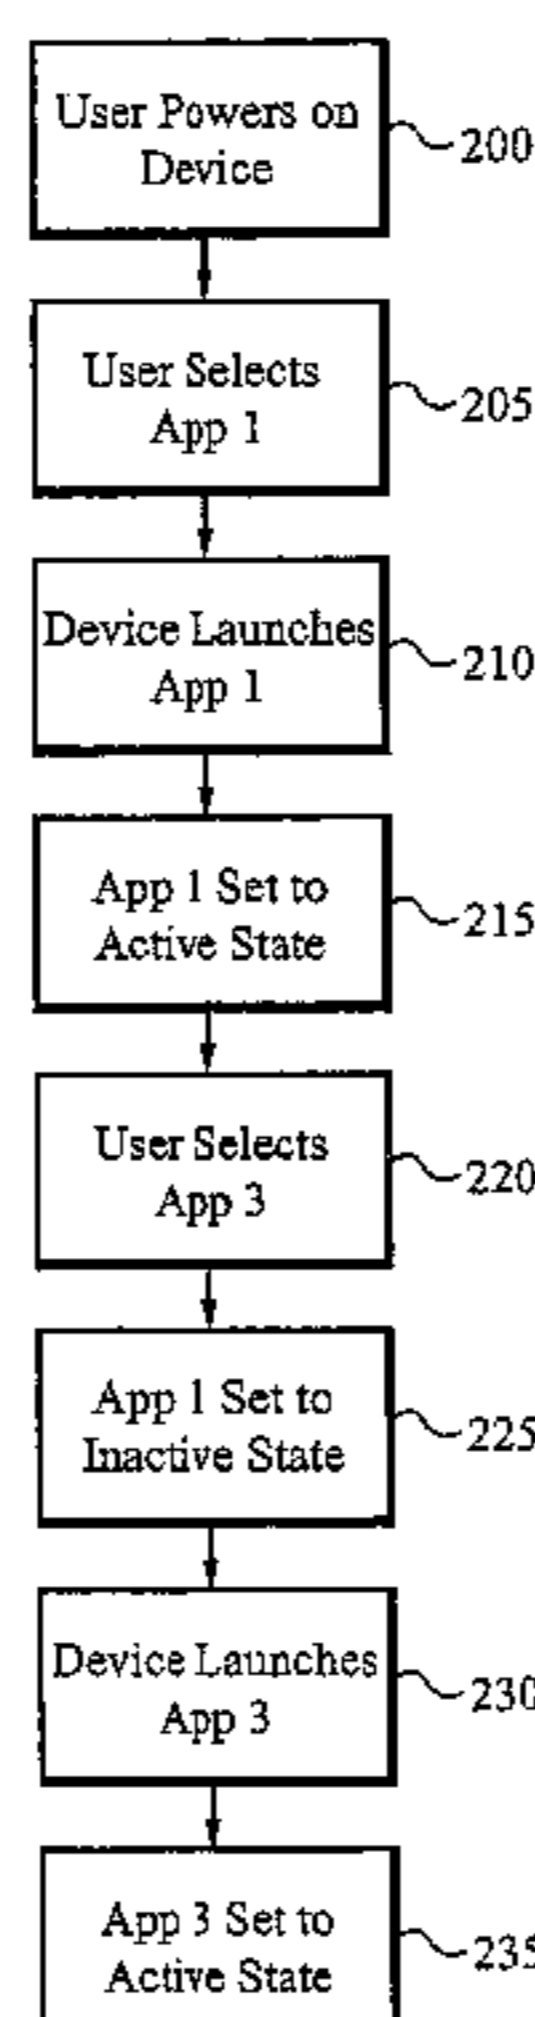 User Powers on
Device
200
User Selects
App 1
205
Device Launches
App 1
210
App 1 Set to
Active State
215
User Selects
App 3
220
App 1 Set to
Inactive State
225
Device Launches
App 3
230
App 3 Set to
Active State
235